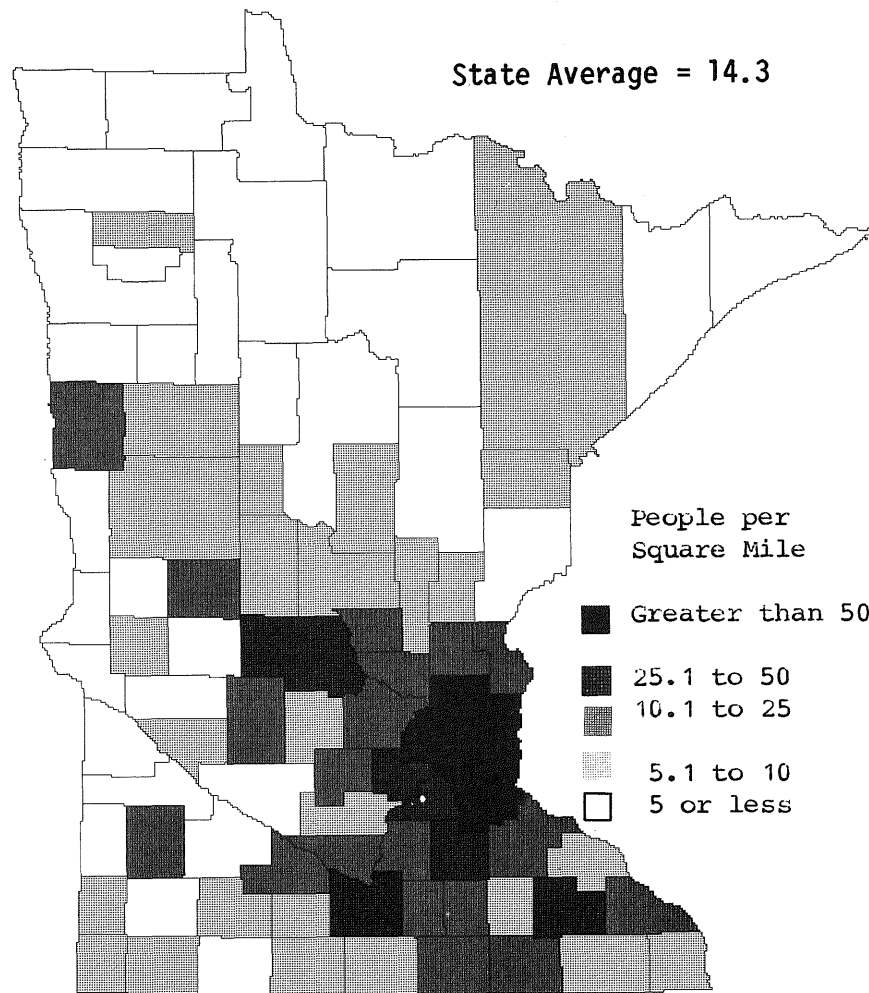 State Average = 14.3
People per
Square Mile
Greater than 50
25.1 to 50
10.1 to 25
5.1 to 10
5 or less